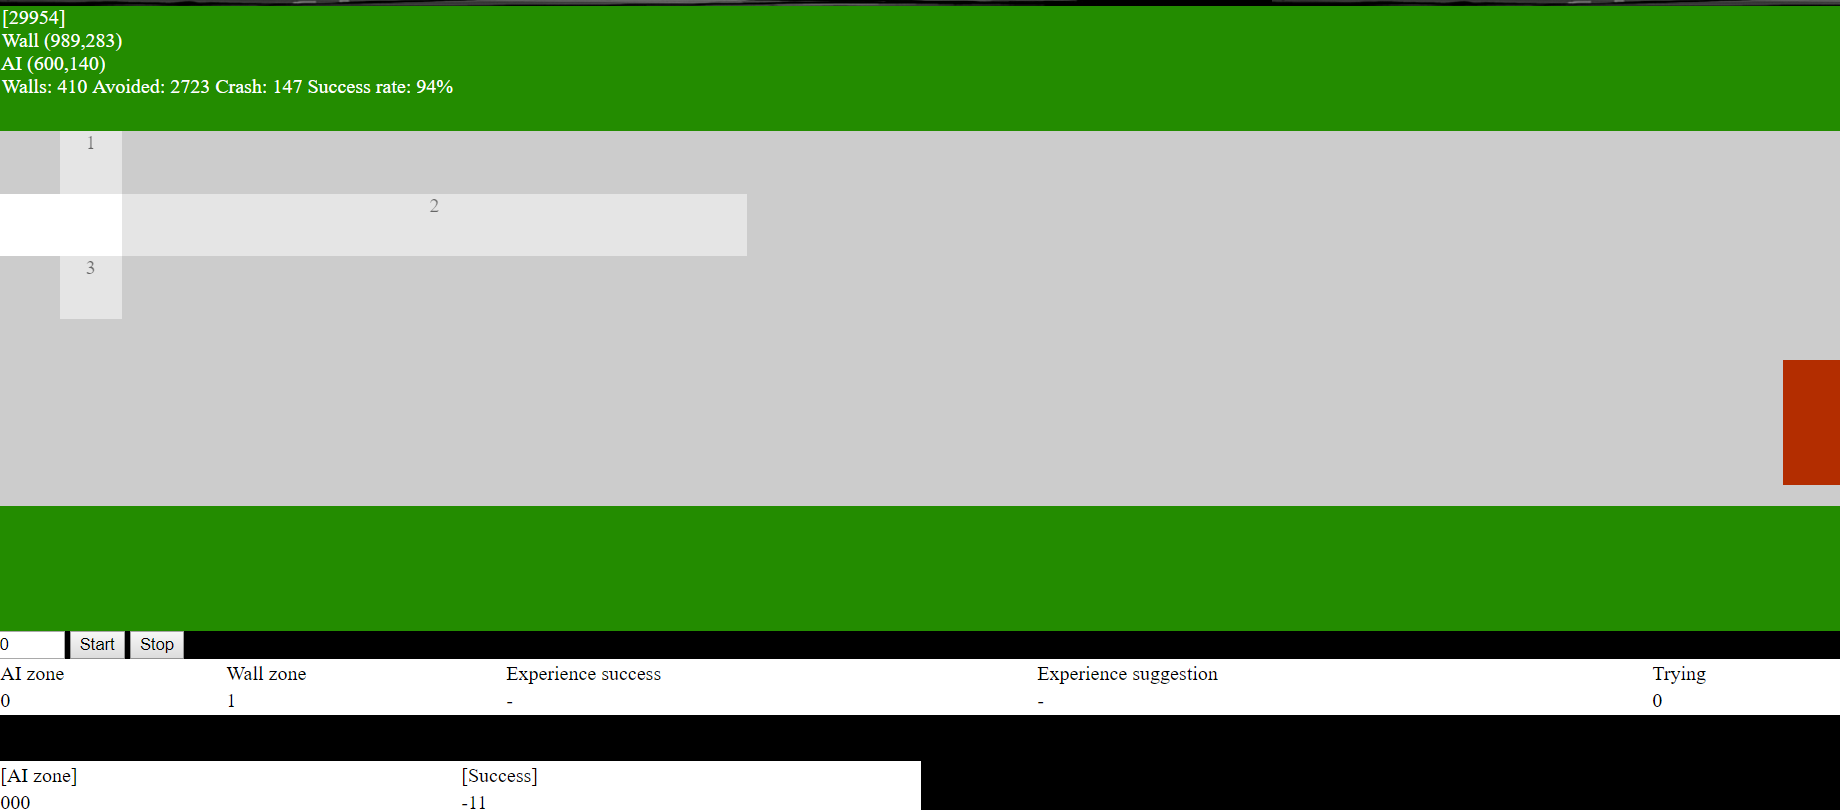 [29954]
Wall (989,283)
AI (600,140)
Walls: 410 Avoided: 2723 Crash: 147 Success rate: 94%
1
2
3
0 Start Stop
AI zone Wall zone Experience success Experience suggestion Trying
0 1 - - 0
[AI zone] [Success]
000 -11